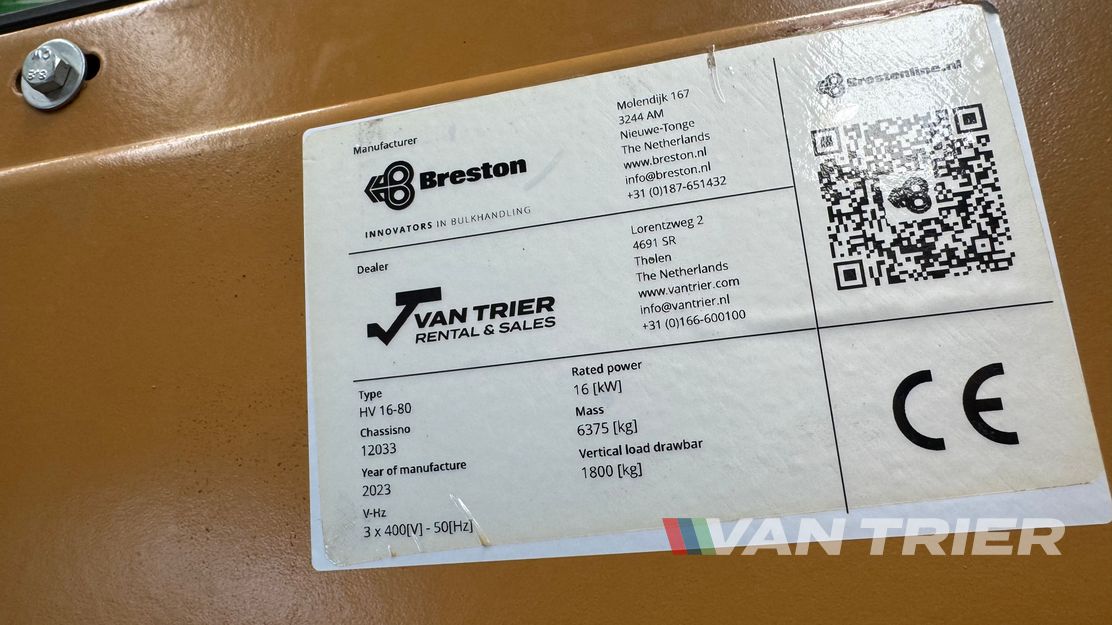 Manufacturer
Breston
INNOVATORS IN BULKHANDLING
Molendijk 167
3244 AM
Nieuwe-Tonge
The Netherlands
www.breston.nl
info@breston.nl
+31 (0)187-651432
Brestonline.nl
Dealer
VAN TRIER
RENTAL & SALES
Lorentzweg 2
4691 SR
Tholen
The Netherlands
www.vantrier.com
info@vantrier.nl
+31 (0)166-600100
Type
HV 16-80
Chassisno
12033
Year of manufacture
2023
V-Hz
3 x 400[V] - 50[Hz]
Rated power
16 [kW]
Mass
6375 [kg]
Vertical load drawbar
1800 [kg]
CE
VAN TRIER